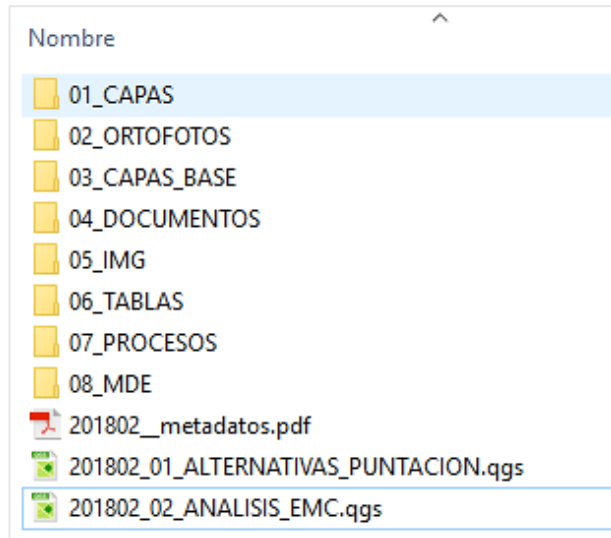 Nombre
01_CAPAS
02_ORTOFOTOS
03_CAPAS_BASE
04_DOCUMENTOS
05_IMG
06_TABLAS
07_PROCESOS
08_MDE
201802__metadatos.pdf
201802_01_ALTERNATIVAS_PUNTACION.qgs
201802_02_ANALISIS_EMC.qgs